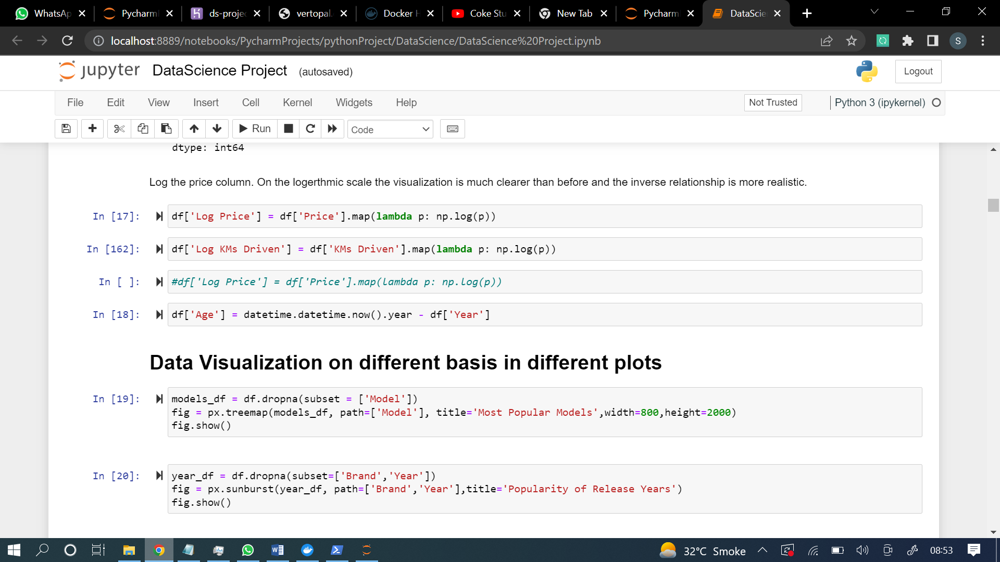 WhatsAp
Pycharm
ds-projec
vertopal.
Docker H
Coke Stu
New Tab
Pycharm
DataScie
localhost:8889/notebooks/PycharmProjects/pythonProject/DataScience/DataScience%20Project.ipynb
S
jupyter DataScience Project (autosaved)
Logout
File Edit View Insert Cell Kernel Widgets Help
Not Trusted
Python 3 (ipykernel)
Run
Code
dtype: int64
Log the price column. On the logerthmic scale the visualization is much clearer than before and the inverse relationship is more realistic.
In [17]: df['Log Price'] = df['Price'].map(lambda p: np.log(p))
In [162]: df['Log KMs Driven'] = df['KMs Driven'].map(lambda p: np.log(p))
In [ ]: #df['Log Price'] = df['Price'].map(lambda p: np.log(p))
In [18]: df['Age'] = datetime.datetime.now().year - df['Year']
Data Visualization on different basis in different plots
In [19]: models_df = df.dropna(subset = ['Model'])
fig = px.treemap(models_df, path=['Model'], title='Most Popular Models',width=800,height=2000)
fig.show()
In [20]: year_df = df.dropna(subset=['Brand','Year'])
fig = px.sunburst(year_df, path=['Brand','Year'],title='Popularity of Release Years')
fig.show()
32°C Smoke
08:53